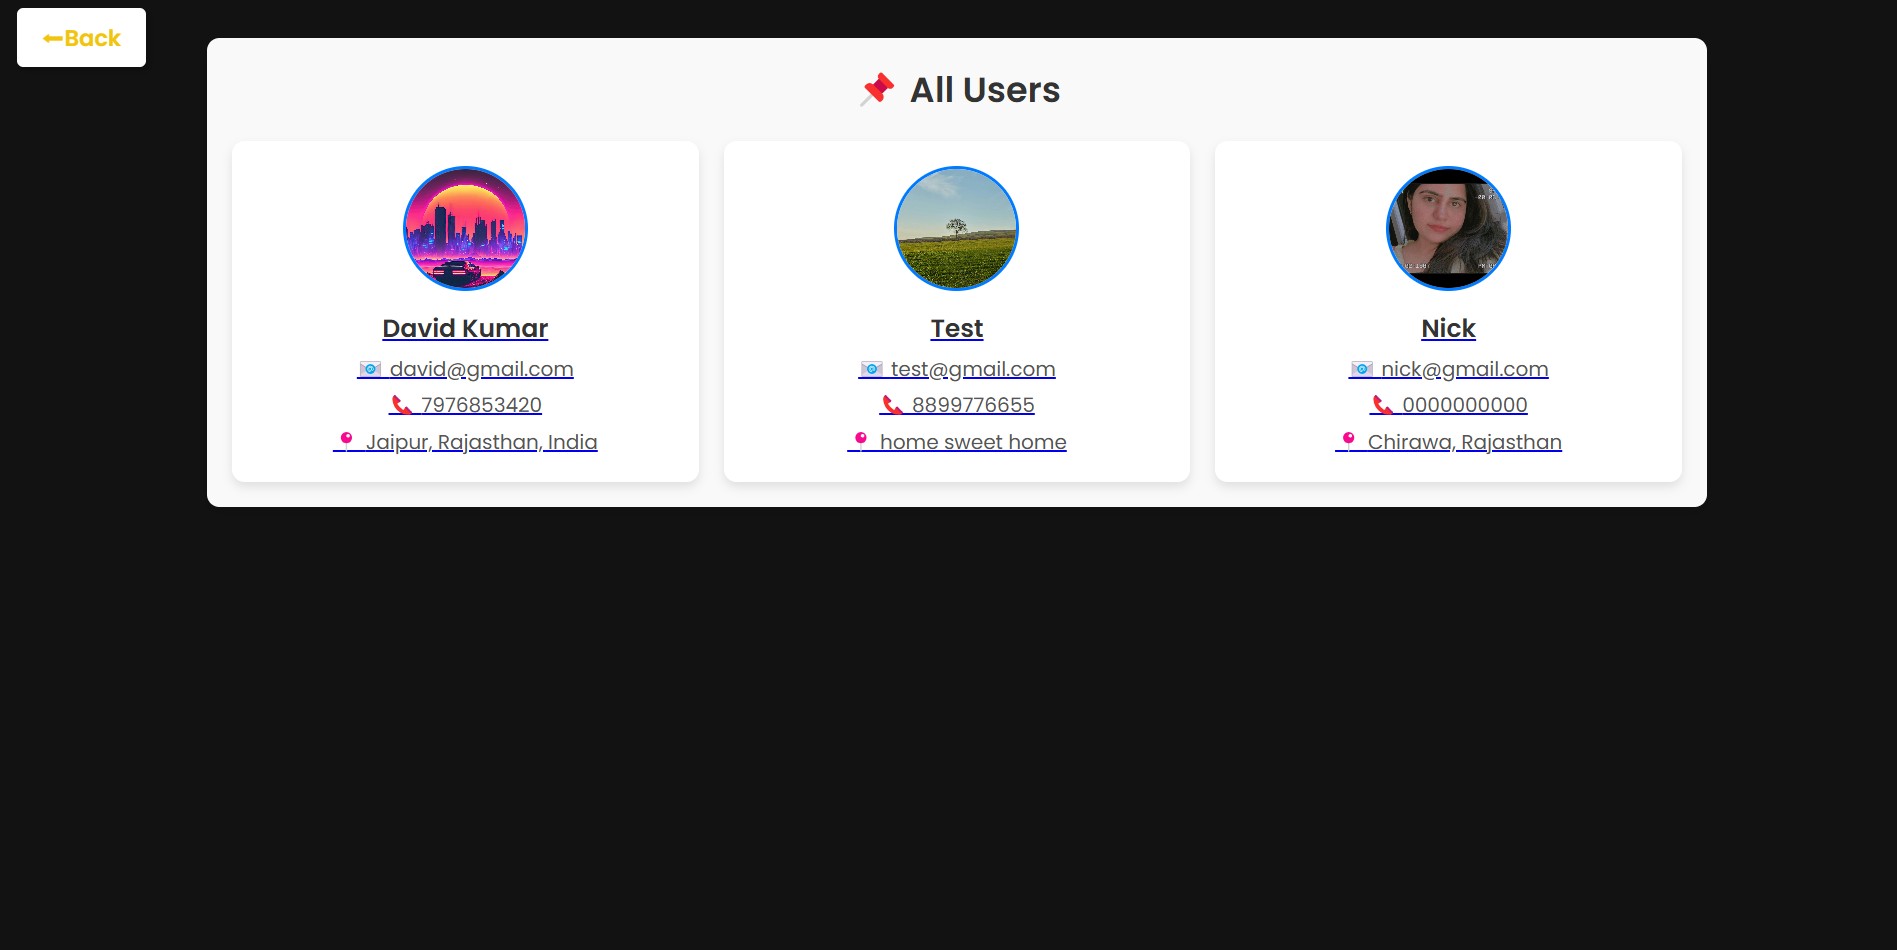 ⬅Back
📌 All Users
David Kumar
📧 david@gmail.com
📞 7976853420
📍 Jaipur, Rajasthan, India
Test
📧 test@gmail.com
📞 8899776655
📍 home sweet home
Nick
📧 nick@gmail.com
📞 0000000000
📍 Chirawa, Rajasthan